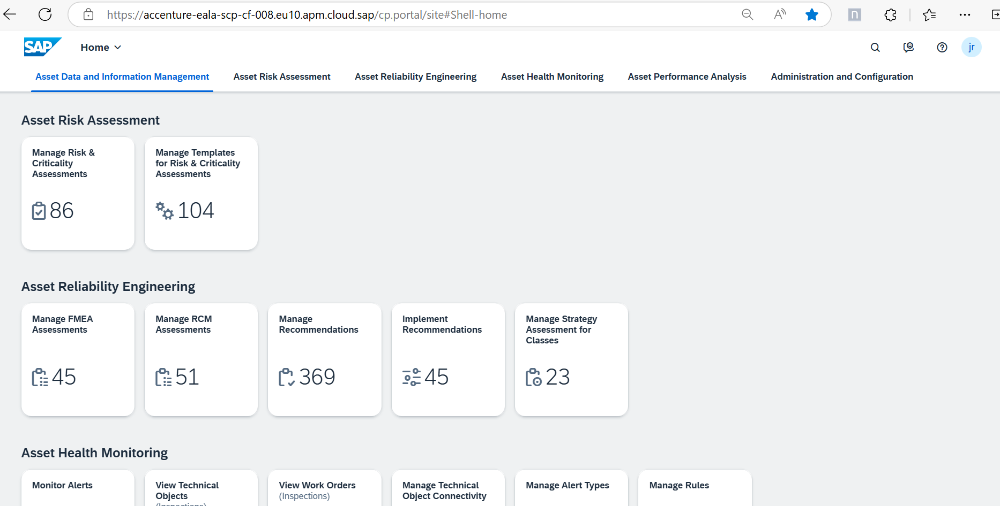 https://accenture-eala-scp-cf-008.eu10.apm.cloud.sap/cp.portal/site#Shell-home
SAP Home jr
Asset Data and Information Management Asset Risk Assessment Asset Reliability Engineering Asset Health Monitoring Asset Performance Analysis Administration and Configuration
Asset Risk Assessment
Manage Risk &
Criticality
Assessments
86
Manage Templates
for Risk & Criticality
Assessments
104
Asset Reliability Engineering
Manage FMEA
Assessments
45
Manage RCM
Assessments
51
Manage
Recommendations
369
Implement
Recommendations
45
Manage Strategy
Assessment for
Classes
23
Asset Health Monitoring
Monitor Alerts
View Technical
Objects
(Inspections)
View Work Orders
(Inspections)
Manage Technical
Object Connectivity
Manage Alert Types
Manage Rules